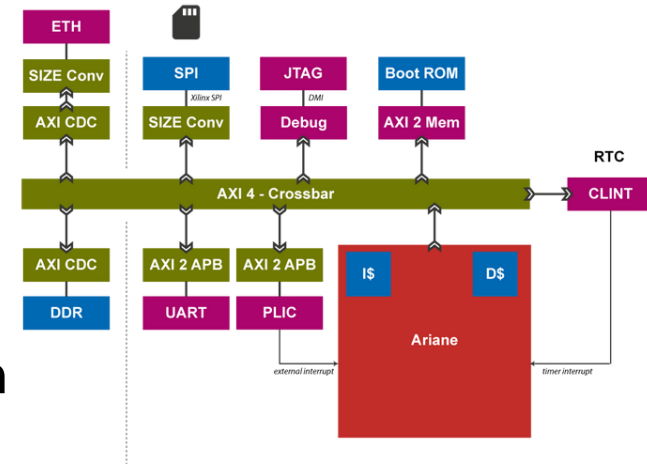 ETH
SIZE Conv
AXI CDC
SPI
Xilinx SPI
SIZE Conv
JTAG
DMI
Debug
Boot ROM
AXI 2 Mem
RTC
AXI 4 - Crossbar
CLINT
AXI CDC
DDR
AXI 2 APB
UART
AXI 2 APB
PLIC
I$
D$
Ariane
external interrupt
timer interrupt
n